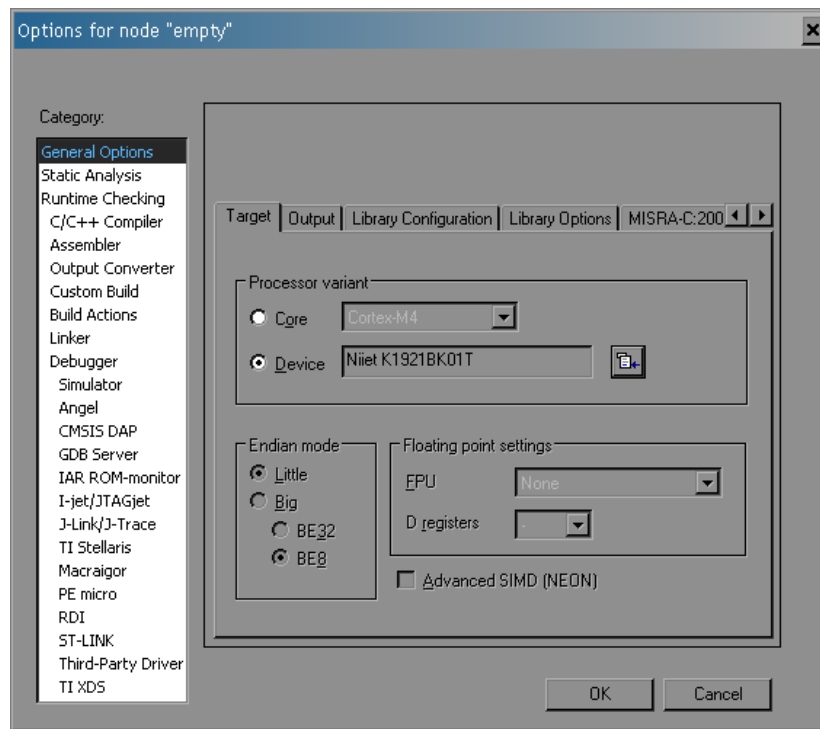 Options for node "empty"
Category:
General Options
Static Analysis
Runtime Checking
C/C++ Compiler
Assembler
Output Converter
Custom Build
Build Actions
Linker
Debugger
Simulator
Angel
CMSIS DAP
GDB Server
IAR ROM-monitor
I-jet/JTAGjet
J-Link/J-Trace
TI Stellaris
Macraigor
PE micro
RDI
ST-LINK
Third-Party Driver
TI XDS
Target Output Library Configuration Library Options MISRA-C:200
Processor variant
Core Cortex-M4
Device Niiet K1921BK01T
Endian mode
Little
Big
BE32
BE8
Floating point settings
FPU None
D registers -
Advanced SIMD (NEON)
OK Cancel